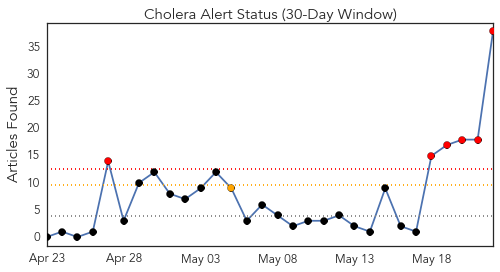 Cholera Alert Status (30-Day Window)
Articles Found
35
30
25
20
15
10
5
0
Apr 23
Apr 28
May 03
May 08
May 13
May 18